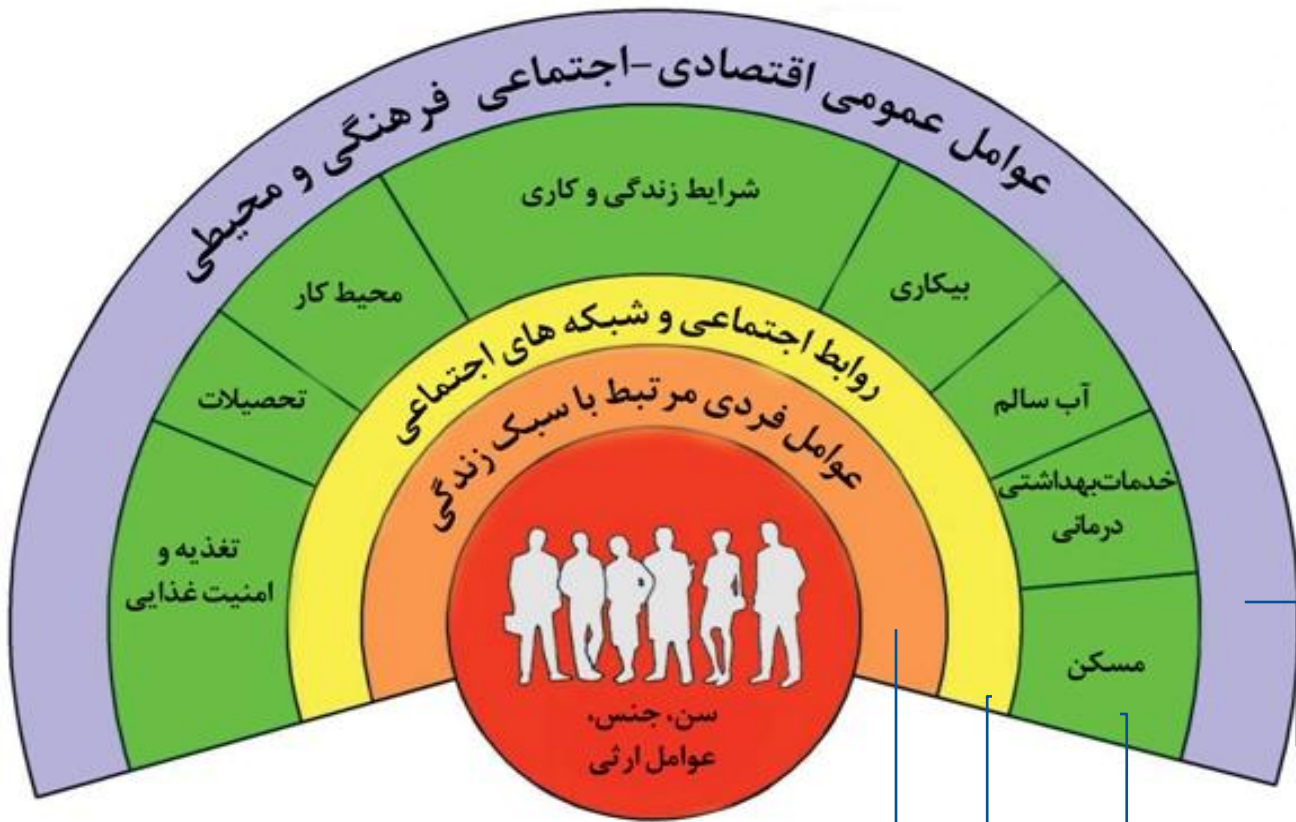 عوامل عمومی اقتصادی-اجتماعی فرهنگی و محیطی
شرایط زندگی و کاری
بیکاری
محیط کار
آب سالم
تحصیلات
خدمات‌بهداشتی
درمانی
تغذیه و
امنیت غذایی
مسکن
روابط اجتماعی و شبکه های اجتماعی
عوامل فردی مرتبط با سبک زندگی
سن، جنس،
عوامل ارثی